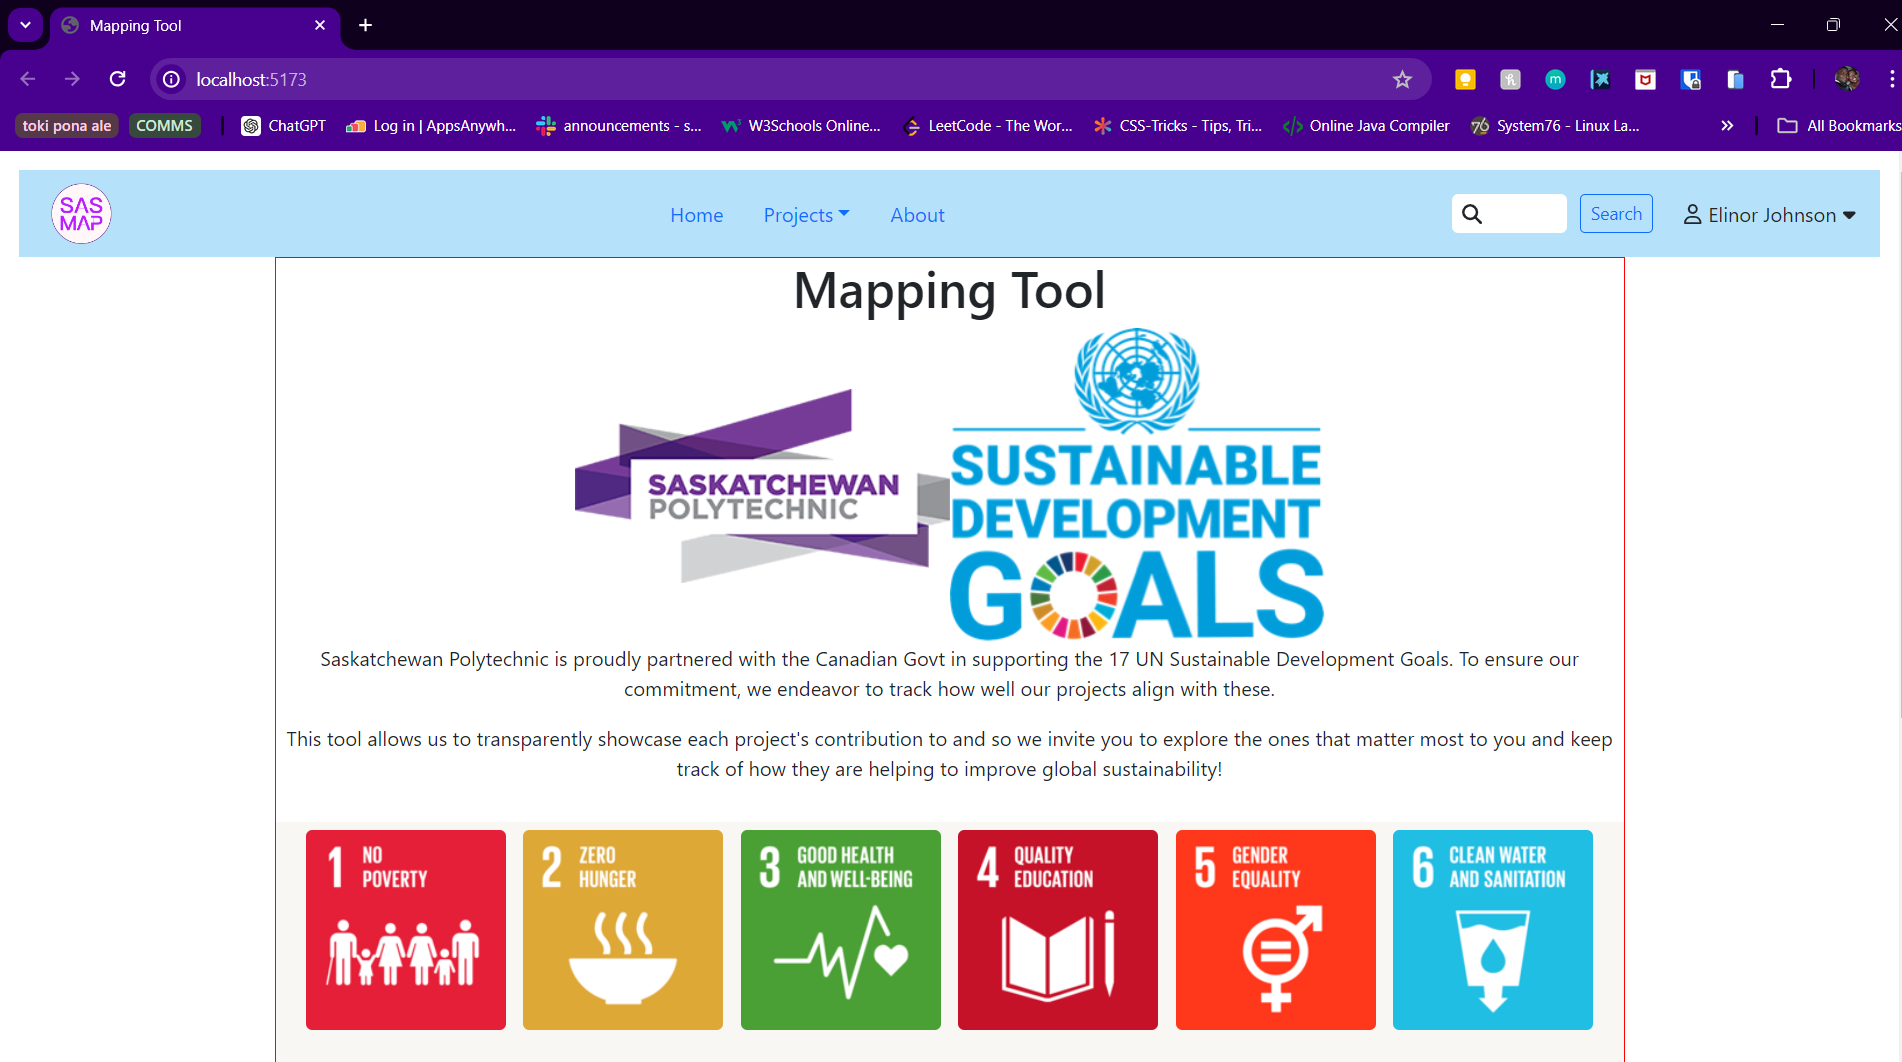 Mapping Tool
localhost:5173
toki pona ale
COMMS
ChatGPT
Log in | AppsAnywh...
announcements - s...
W3Schools Online...
LeetCode - The Wor...
CSS-Tricks - Tips, Tri...
Online Java Compiler
System76 - Linux La...
All Bookmarks
SAS
MAP
Home
Projects
About
Search
Elinor Johnson
Mapping Tool
SASKATCHEWAN
POLYTECHNIC
SUSTAINABLE
DEVELOPMENT
GOALS
Saskatchewan Polytechnic is proudly partnered with the Canadian Govt in supporting the 17 UN Sustainable Development Goals. To ensure our
commitment, we endeavor to track how well our projects align with these.
This tool allows us to transparently showcase each project's contribution to and so we invite you to explore the ones that matter most to you and keep
track of how they are helping to improve global sustainability!
1 NO
POVERTY
2 ZERO
HUNGER
3 GOOD HEALTH
AND WELL-BEING
4 QUALITY
EDUCATION
5 GENDER
EQUALITY
6 CLEAN WATER
AND SANITATION